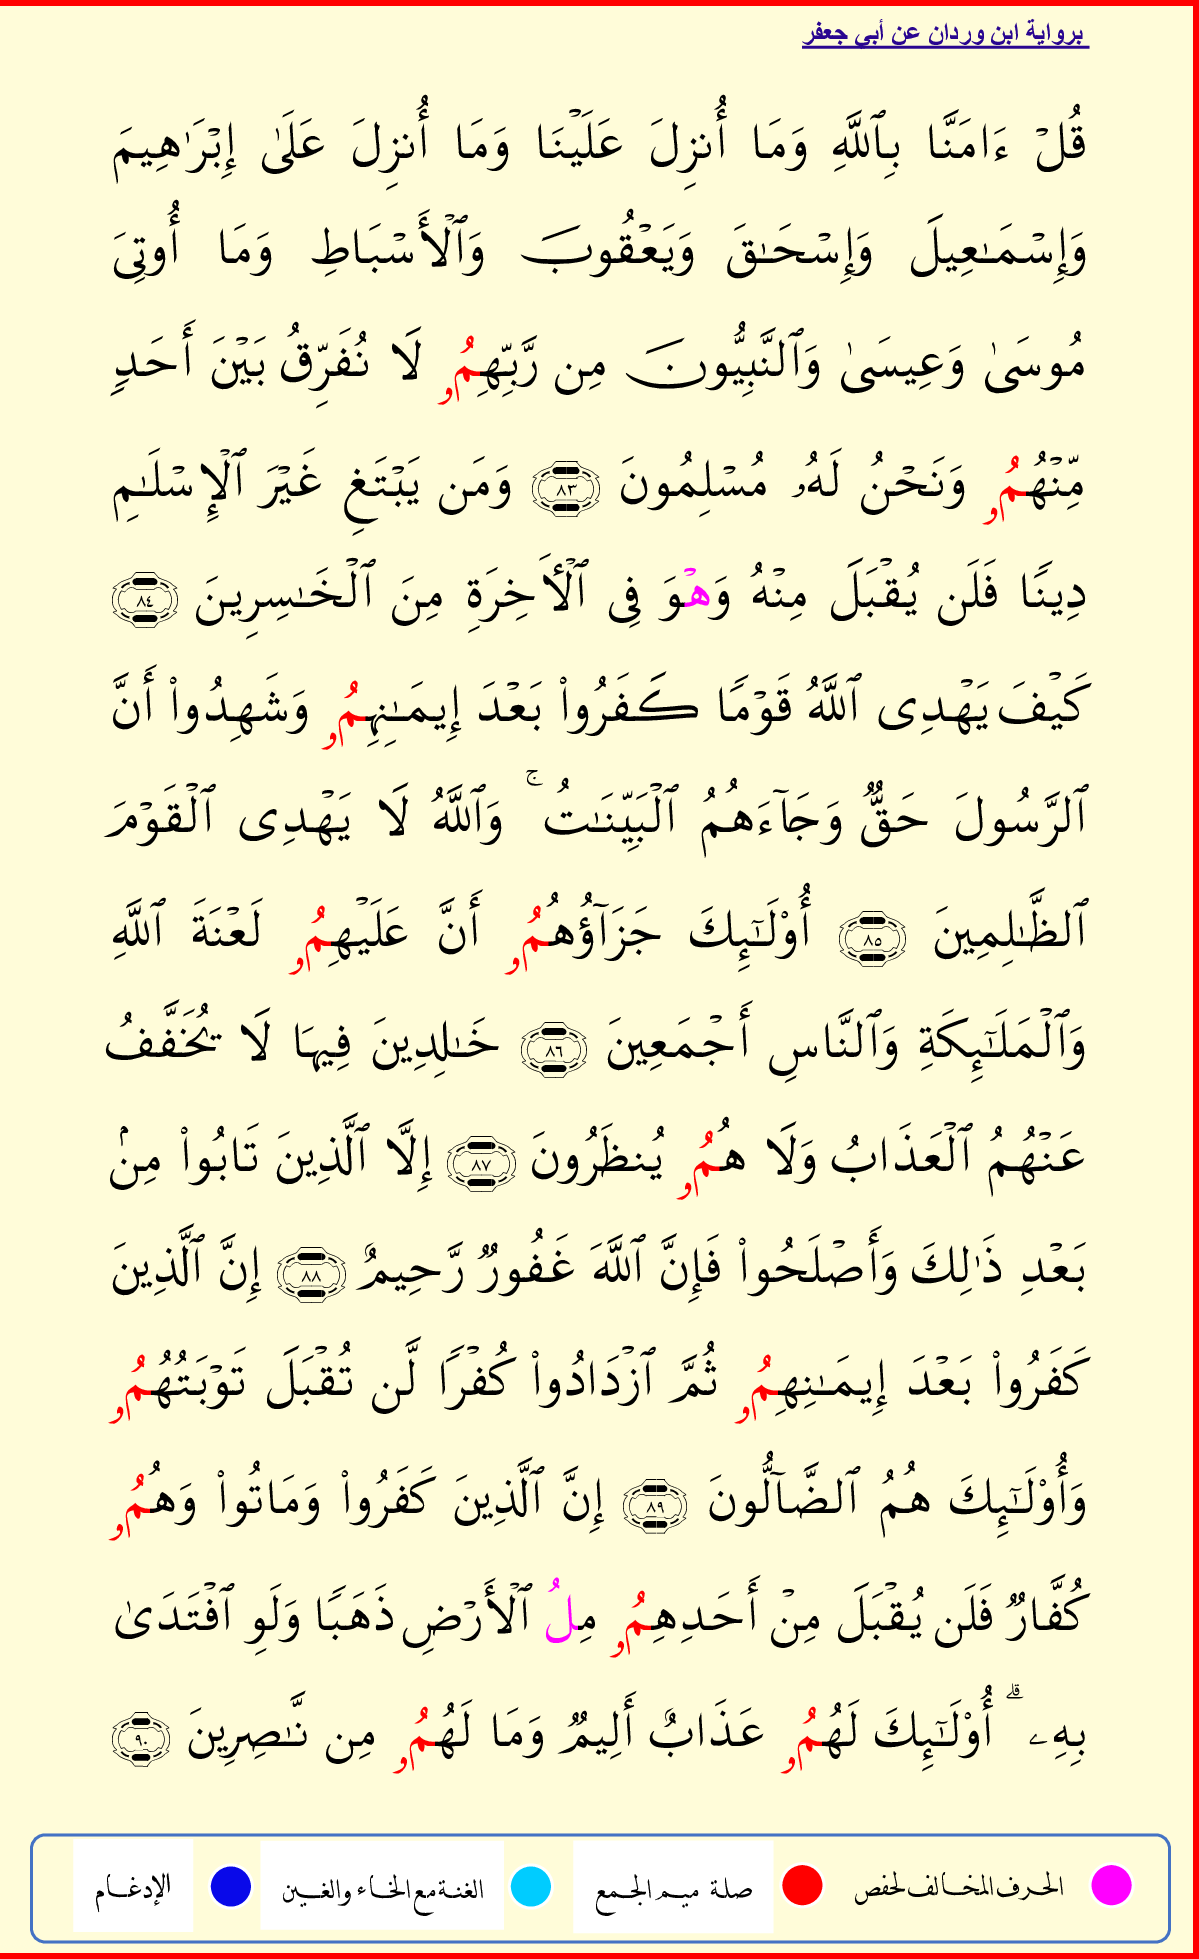 برواية ابن وردان عن أبي جعفر
قُلۡ ءَامَنَّا بِٱللَّهِ وَمَا أُنزِلَ عَلَيۡنَا وَمَا أُنزِلَ عَلَىٰ إِبۡرَٰهِيمَ
وَإِسۡمَٰعِيلَ وَإِسۡحَٰقَ وَيَعۡقُوبَ وَٱلۡأَسۡبَاطِ وَمَا أُوتِىَ
مُوسَىٰ وَعِيسَىٰ وَٱلنَّبِيُّونَ مِن رَّبِّهِمُۥ لَا نُفَرِّقُ بَيۡنَ أَحَدٖ
مِّنۡهُمُۥ وَنَحۡنُ لَهُۥ مُسۡلِمُونَ ٨٣ وَمَن يَبۡتَغِ غَيۡرَ ٱلۡإِسۡلَٰمِ
دِينٗا فَلَن يُقۡبَلَ مِنۡهُ وَهۡوَ فِى ٱلۡأَخِرَةِ مِنَ ٱلۡخَٰسِرِينَ ٨٤
كَيۡفَ يَهۡدِى ٱللَّهُ قَوۡمٗا كَفَرُواْ بَعۡدَ إِيمَٰنِهِمُۥ وَشَهِدُواْ أَنَّ
ٱلرَّسُولَ حَقّٞ وَجَآءَهُمُ ٱلۡبَيِّنَٰتُۚ وَٱللَّهُ لَا يَهۡدِى ٱلۡقَوۡمَ
ٱلظَّٰلِمِينَ ٨٥ أُوْلَٰٓئِكَ جَزَآؤُهُمُۥ أَنَّ عَلَيۡهِمُۥ لَعۡنَةَ ٱللَّهِ
وَٱلۡمَلَٰٓئِكَةِ وَٱلنَّاسِ أَجۡمَعِينَ ٨٦ خَٰلِدِينَ فِيهَا لَا يُخَفَّفُ
عَنۡهُمُ ٱلۡعَذَابُ وَلَا هُمُۥ يُنظَرُونَ ٨٧ إِلَّا ٱلَّذِينَ تَابُواْ مِنۢ
بَعۡدِ ذَٰلِكَ وَأَصۡلَحُواْ فَإِنَّ ٱللَّهَ غَفُورٞ رَّحِيمٌ ٨٨ إِنَّ ٱلَّذِينَ
كَفَرُواْ بَعۡدَ إِيمَٰنِهِمُۥ ثُمَّ ٱزۡدَادُواْ كُفۡرٗا لَّن تُقۡبَلَ تَوۡبَتُهُمُۥ
وَأُوْلَٰٓئِكَ هُمُ ٱلضَّآلُّونَ ٨٩ إِنَّ ٱلَّذِينَ كَفَرُواْ وَمَاتُواْ وَهُمُۥ
كُفَّارٞ فَلَن يُقۡبَلَ مِنۡ أَحَدِهِمُۥ مِلُ ٱلۡأَرۡضِ ذَهَبٗا وَلَوِ ٱفۡتَدَىٰ
بِهِۦۗ أُوْلَٰٓئِكَ لَهُمُۥ عَذَابٌ أَلِيمٞ وَمَا لَهُمُۥ مِن نَّٰصِرِينَ ٩٠
الحرف المخالف لحفص صلة ميم الجمع الغنة مع الخاء والغين الإدغام